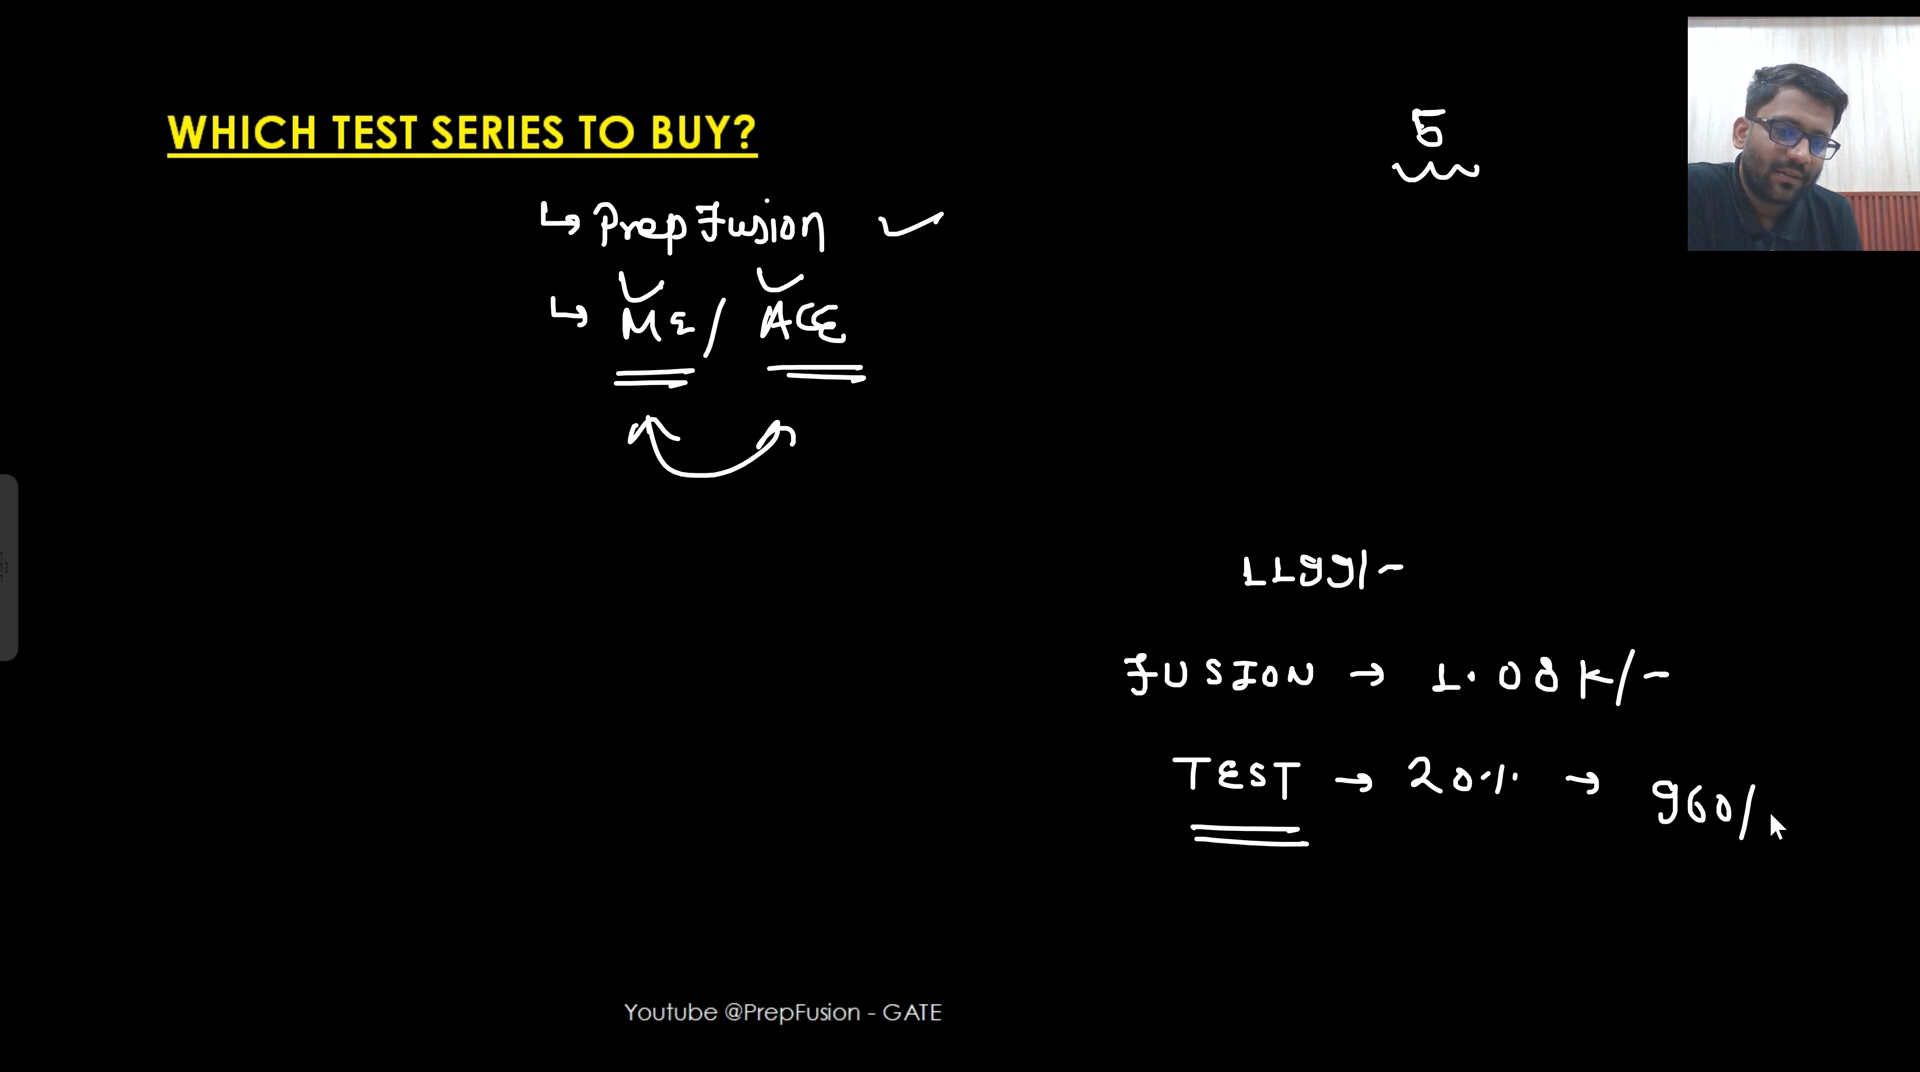 WHICH TEST SERIES TO BUY?
5
↳ PrepFusion ✓
↳ ME / ACE
1199/-
FUSION → 1.08K/-
TEST → 20% → 960/
Youtube @PrepFusion - GATE